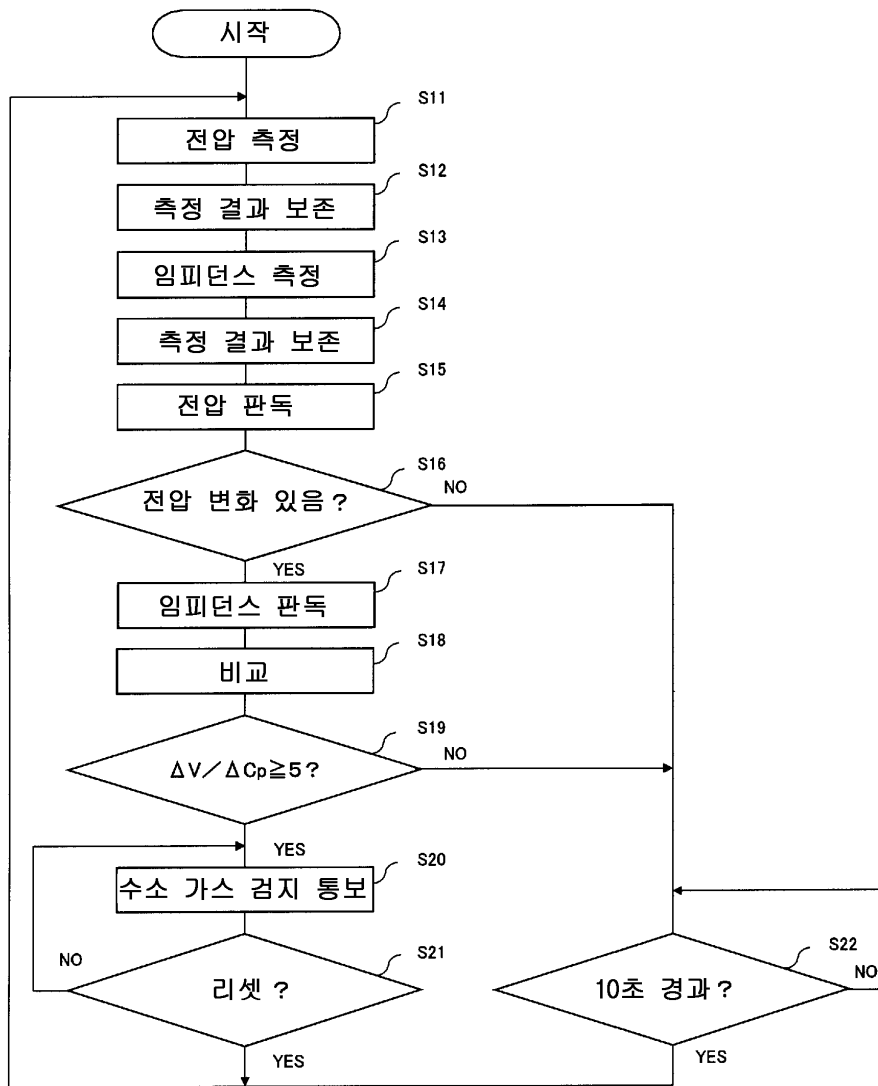 시작
S11
전압 측정
S12
측정 결과 보존
S13
임피던스 측정
S14
측정 결과 보존
S15
전압 판독
S16
전압 변화 있음?
NO
YES
S17
임피던스 판독
S18
비교
S19
ΔV/ΔCp≧5?
NO
YES
S20
수소 가스 검지 통보
S21
NO
리셋?
YES
S22
10초 경과?
NO
YES